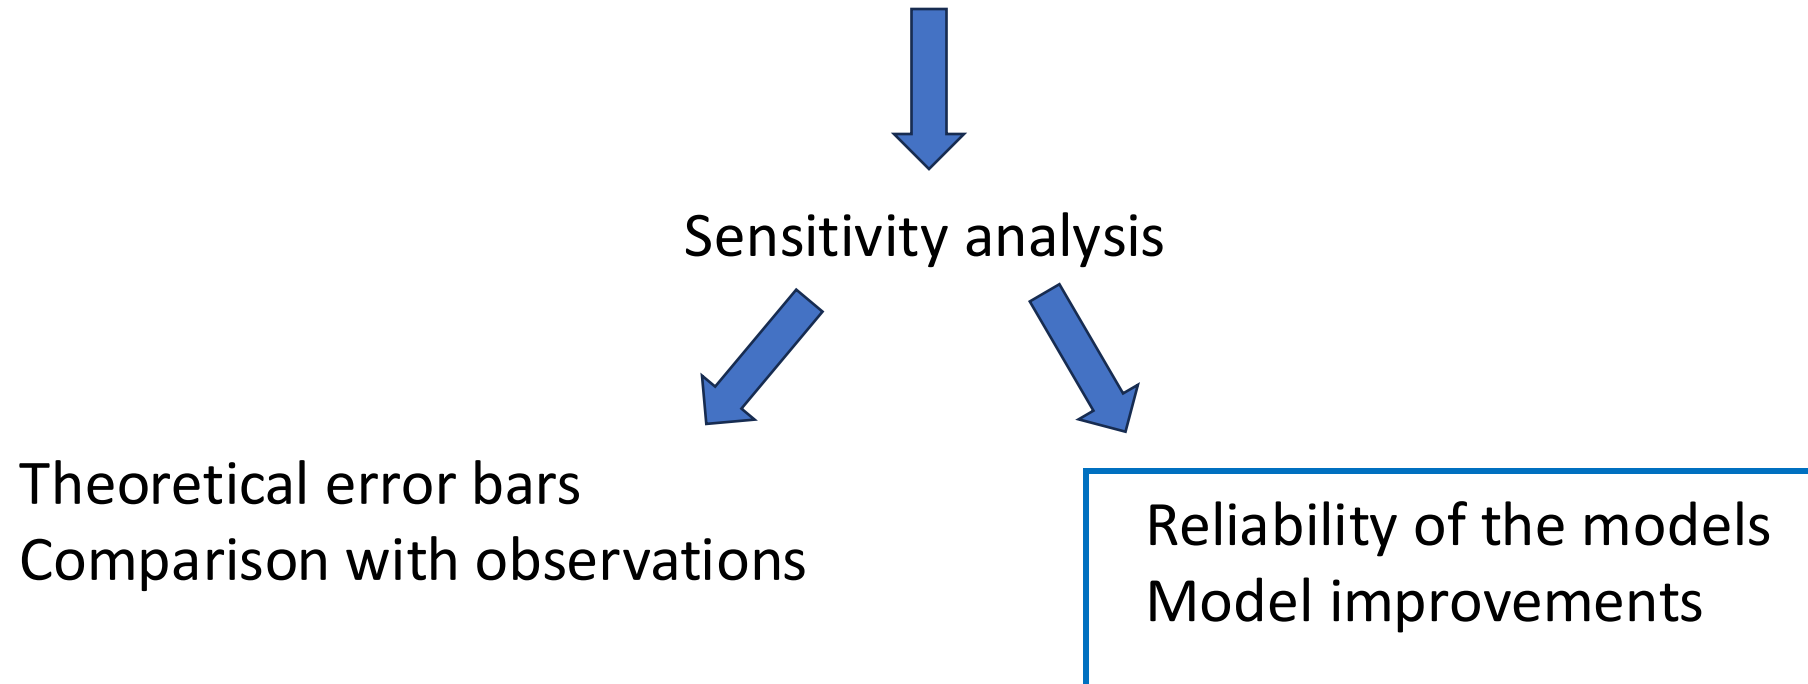 Sensitivity analysis
Theoretical error bars
Comparison with observations
Reliability of the models
Model improvements